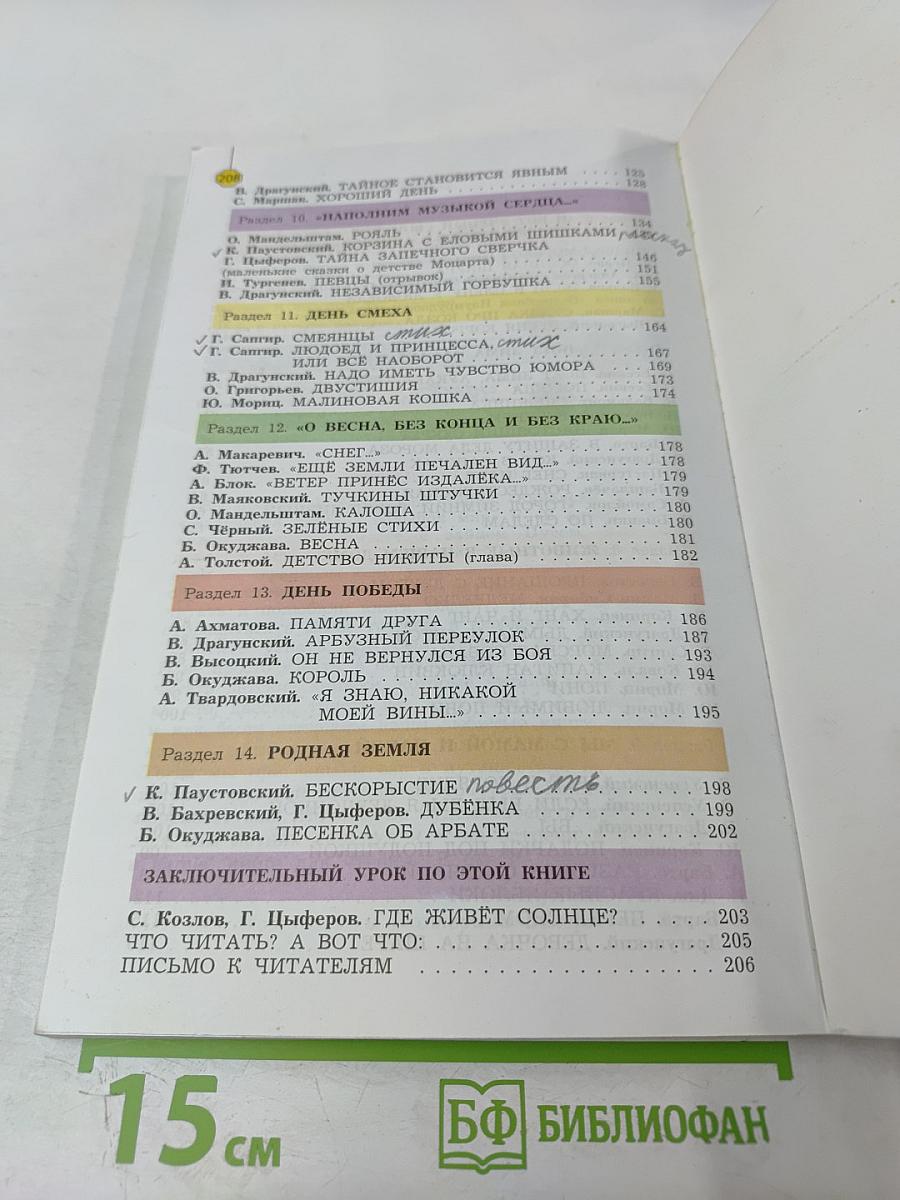 208
В. Драгунский. ТАЙНОЕ СТАНОВИТСЯ ЯВНЫМ .... 125
С. Маршак. ХОРОШИЙ ДЕНЬ .................... 128
Раздел 10. «НАПОЛНИМ МУЗЫКОЙ СЕРДЦА...»
О. Мандельштам. РОЯЛЬ .................... 134
✓ К. Паустовский. КОРЗИНА С ЕЛОВЫМИ ШИШКАМИ рассказ
Г. Цыферов. ТАЙНА ЗАПЕЧНОГО СВЕРЧКА
(маленькие сказки о детстве Моцарта) .............. 146
И. Тургенев. ПЕВЦЫ (отрывок) .................... 151
В. Драгунский. НЕЗАВИСИМЫЙ ГОРБУШКА .......... 155
Раздел 11. ДЕНЬ СМЕХА
✓ Г. Сапгир. СМЕЯНЦЫ стих .................... 164
✓ Г. Сапгир. ЛЮДОЕД И ПРИНЦЕССА, стих
ИЛИ ВСЁ НАОБОРОТ .................... 167
В. Драгунский. НАДО ИМЕТЬ ЧУВСТВО ЮМОРА ... 169
О. Григорьев. ДВУСТИШИЯ .................... 173
Ю. Мориц. МАЛИНОВАЯ КОШКА .................... 174
Раздел 12. «О ВЕСНА, БЕЗ КОНЦА И БЕЗ КРАЮ...»
А. Макаревич. «СНЕГ...» .................... 178
Ф. Тютчев. «ЕЩЁ ЗЕМЛИ ПЕЧАЛЕН ВИД...» ........ 178
А. Блок. «ВЕТЕР ПРИНЁС ИЗДАЛЁКА...» .......... 179
В. Маяковский. ТУЧКИНЫ ШТУЧКИ .............. 179
О. Мандельштам. КАЛОША .................... 180
С. Чёрный. ЗЕЛЁНЫЕ СТИХИ .................... 180
Б. Окуджава. ВЕСНА .................... 181
А. Толстой. ДЕТСТВО НИКИТЫ (глава) ............ 182
Раздел 13. ДЕНЬ ПОБЕДЫ
А. Ахматова. ПАМЯТИ ДРУГА .................... 186
В. Драгунский. АРБУЗНЫЙ ПЕРЕУЛОК .......... 187
В. Высоцкий. ОН НЕ ВЕРНУЛСЯ ИЗ БОЯ .......... 193
Б. Окуджава. КОРОЛЬ .................... 194
А. Твардовский. «Я ЗНАЮ, НИКАКОЙ
МОЕЙ ВИНЫ...» .................... 195
Раздел 14. РОДНАЯ ЗЕМЛЯ
✓ К. Паустовский. БЕСКОРЫСТИЕ повесть ........ 198
В. Бахревский, Г. Цыферов. ДУБЁНКА ............ 199
Б. Окуджава. ПЕСЕНКА ОБ АРБАТЕ ............ 202
ЗАКЛЮЧИТЕЛЬНЫЙ УРОК ПО ЭТОЙ КНИГЕ
С. Козлов, Г. Цыферов. ГДЕ ЖИВЁТ СОЛНЦЕ? ..... 203
ЧТО ЧИТАТЬ? А ВОТ ЧТО: .................... 205
ПИСЬМО К ЧИТАТЕЛЯМ .................... 206
15 см
БФ БИБЛИОФАН